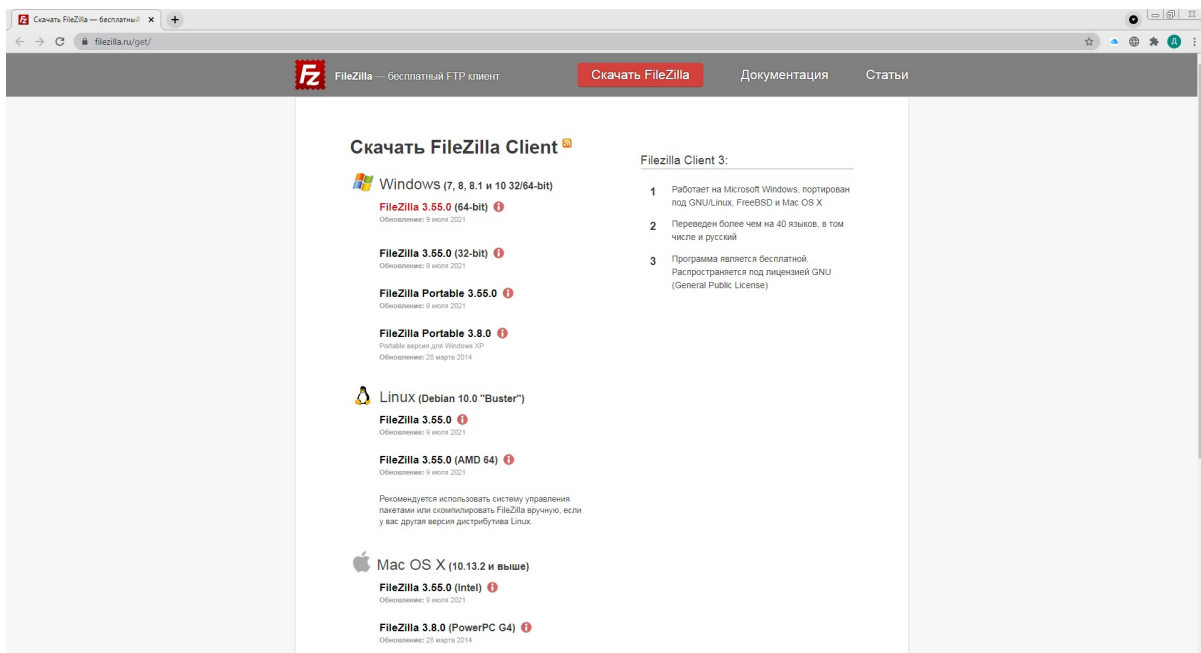 Скачать FileZilla — бесплатный
filezilla.ru/get/
Д
FZ
FileZilla — бесплатный FTP клиент
Скачать FileZilla
Документация
Статьи
Скачать FileZilla Client
Windows (7, 8, 8.1 и 10 32/64-bit)
FileZilla 3.55.0 (64-bit)
Обновление: 9 июля 2021
FileZilla 3.55.0 (32-bit)
Обновление: 9 июля 2021
FileZilla Portable 3.55.0
Обновление: 9 июля 2021
FileZilla Portable 3.8.0
Portable версия для Windows XP
Обновление: 28 марта 2014
Linux (Debian 10.0 "Buster")
FileZilla 3.55.0
Обновление: 9 июля 2021
FileZilla 3.55.0 (AMD 64)
Обновление: 9 июля 2021
Рекомендуется использовать систему управления
пакетами или скомпилировать FileZilla вручную, если
у вас другая версия дистрибутива Linux.
Mac OS X (10.13.2 и выше)
FileZilla 3.55.0 (Intel)
Обновление: 9 июля 2021
FileZilla 3.8.0 (PowerPC G4)
Обновление: 28 марта 2014
Filezilla Client 3:
1 Работает на Microsoft Windows, портирован
под GNU/Linux, FreeBSD и Mac OS X
2 Переведен более чем на 40 языков, в том
числе и русский
3 Программа является бесплатной.
Распространяется под лицензией GNU
(General Public License)